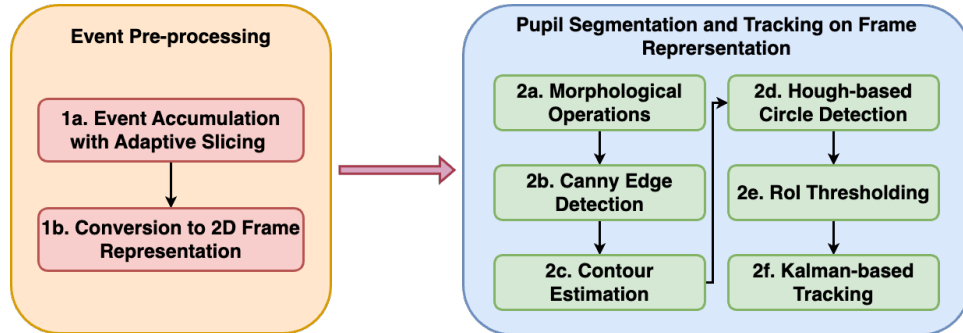 Event Pre-processing
1a. Event Accumulation
with Adaptive Slicing
1b. Conversion to 2D Frame
Representation
Pupil Segmentation and Tracking on Frame
Reprersentation
2a. Morphological
Operations
2b. Canny Edge
Detection
2c. Contour
Estimation
2d. Hough-based
Circle Detection
2e. RoI Thresholding
2f. Kalman-based
Tracking